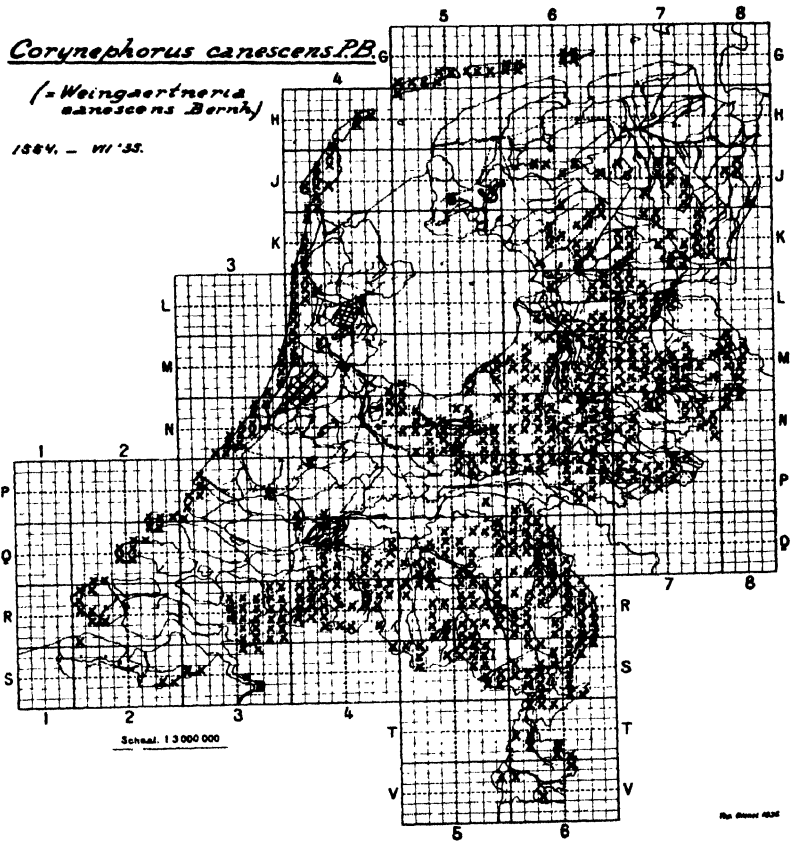 Corynephorus canescens P.B.
(= Weingaertneria
canescens Bernh.)
1884. – VII '35.
5 6 7 8
4
3
1 2
G
H
J
K
L
M
N
P
Q
R
S
T
V
G
H
J
K
L
M
N
P
Q
R
S
T
V
7 8
1 2 3 4
5 6
Schaal. 1:3 000 000